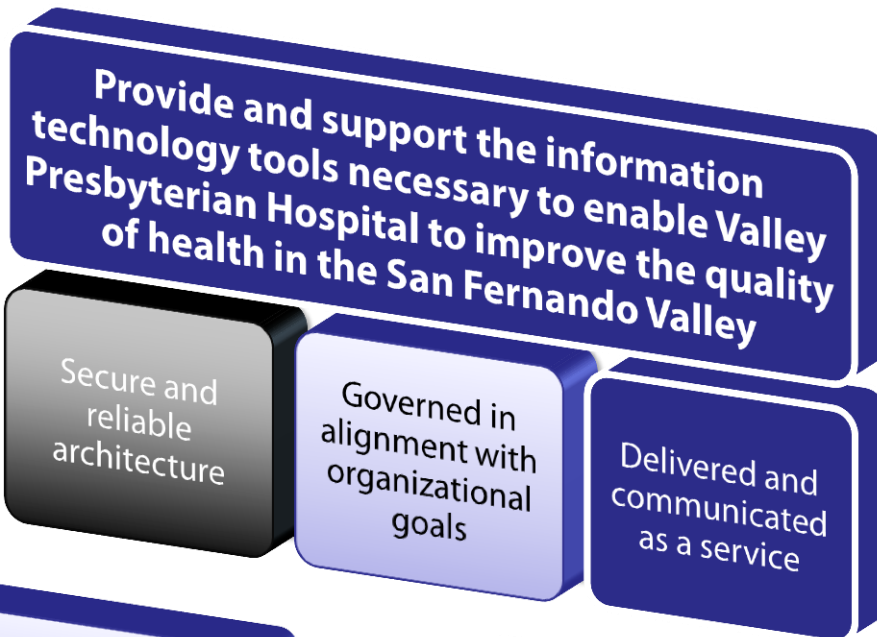 Provide and support the information
technology tools necessary to enable Valley
Presbyterian Hospital to improve the quality
of health in the San Fernando Valley
Secure and
reliable
architecture
Governed in
alignment with
organizational
goals
Delivered and
communicated
as a service